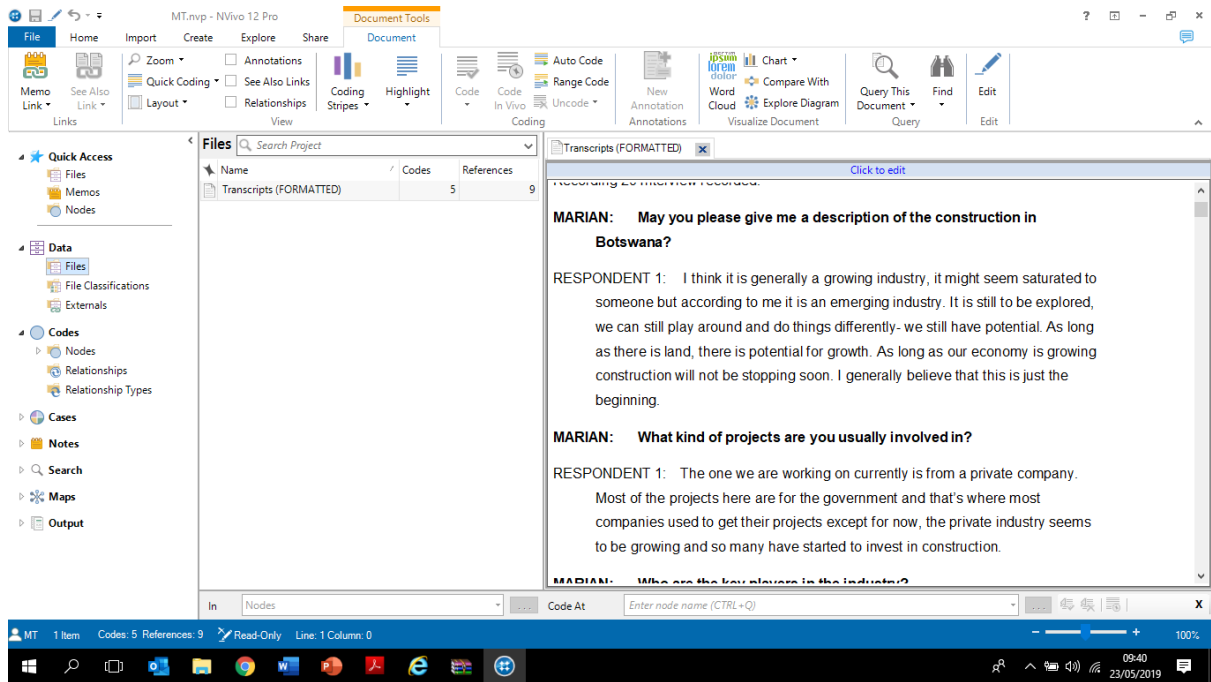 MT.nvp - NVivo 12 Pro
Document Tools
?
File Home Import Create Explore Share Document
Memo Link
See Also Link
Links
Zoom
Quick Coding
Layout
Annotations
See Also Links
Relationships
View
Coding Stripes
Highlight
Code
Code In Vivo
Auto Code
Range Code
Uncode
Coding
New Annotation
Annotations
ipsum
lorem
dolor
Word Cloud
Chart
Compare With
Explore Diagram
Visualize Document
Query This Document
Find
Query
Edit
Edit
Quick Access
Files
Memos
Nodes
Data
Files
File Classifications
Externals
Codes
Nodes
Relationships
Relationship Types
Cases
Notes
Search
Maps
Output
Files Search Project
Name Codes References
Transcripts (FORMATTED) 5 9
Transcripts (FORMATTED) x
Click to edit
MARIAN: May you please give me a description of the construction in
Botswana?
RESPONDENT 1: I think it is generally a growing industry, it might seem saturated to
someone but according to me it is an emerging industry. It is still to be explored,
we can still play around and do things differently- we still have potential. As long
as there is land, there is potential for growth. As long as our economy is growing
construction will not be stopping soon. I generally believe that this is just the
beginning.
MARIAN: What kind of projects are you usually involved in?
RESPONDENT 1: The one we are working on currently is from a private company.
Most of the projects here are for the government and that's where most
companies used to get their projects except for now, the private industry seems
to be growing and so many have started to invest in construction.
MARIAN: Who are the key players in the industry?
In Nodes ... Code At Enter node name (CTRL+Q) ... X
MT 1 Item Codes: 5 References: 9 Read-Only Line: 1 Column: 0 - + 100%
09:40
23/05/2019